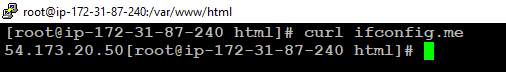 root@ip-172-31-87-240:/var/www/html
[root@ip-172-31-87-240 html]# curl ifconfig.me
54.173.20.50[root@ip-172-31-87-240 html]#